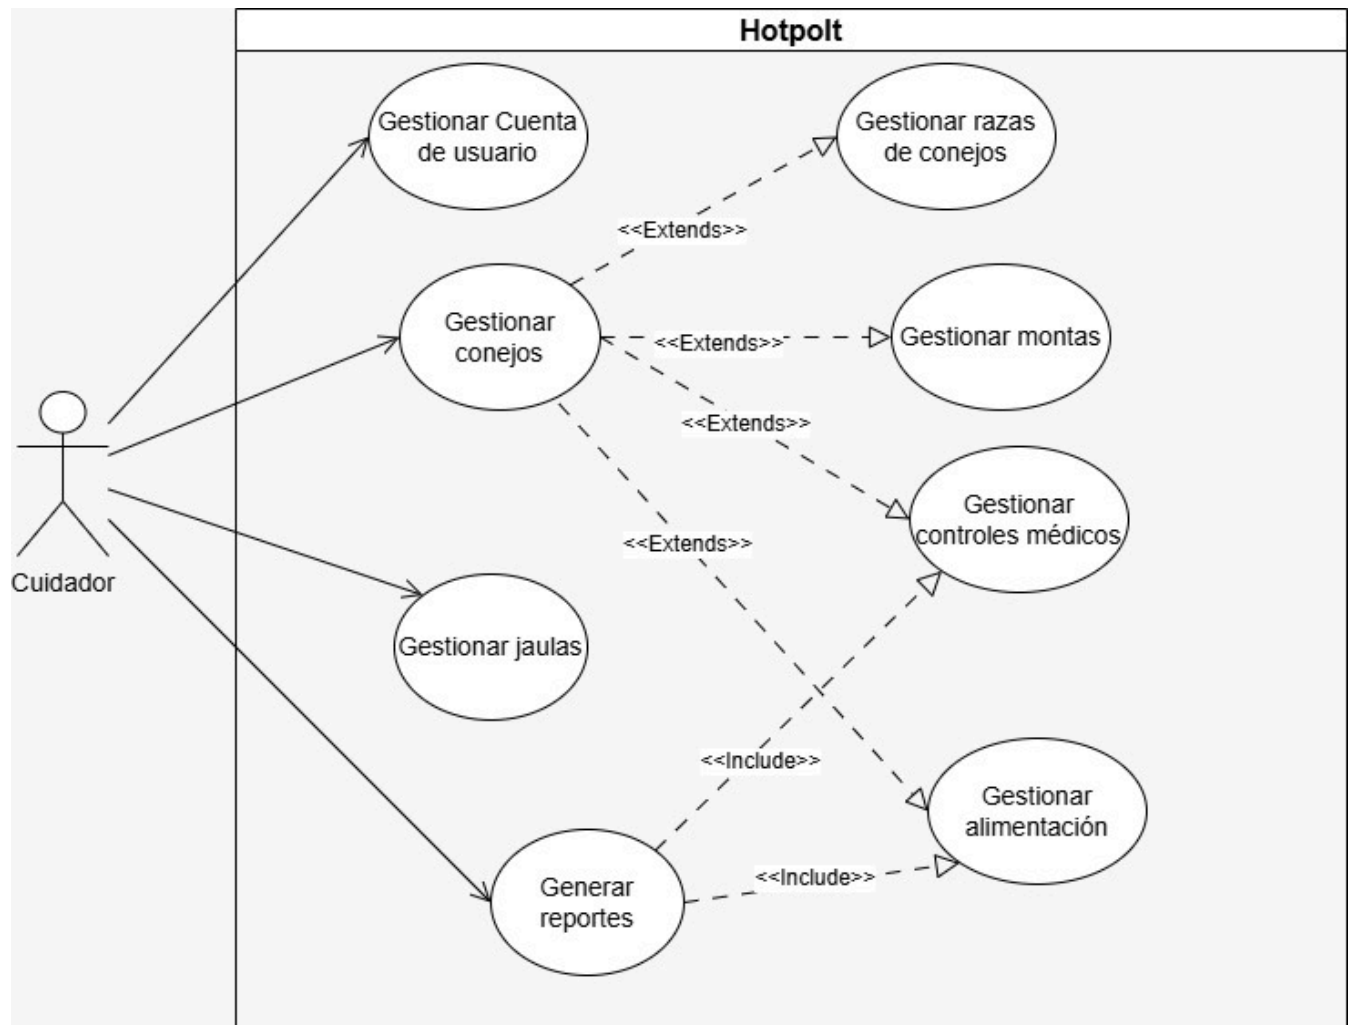 Hotpolt
Gestionar Cuenta
de usuario
Gestionar razas
de conejos
<<Extends>>
Gestionar
conejos
<<Extends>>
Gestionar montas
<<Extends>>
Gestionar
controles médicos
<<Extends>>
Cuidador
Gestionar jaulas
<<Include>>
Gestionar
alimentación
<<Include>>
Generar
reportes